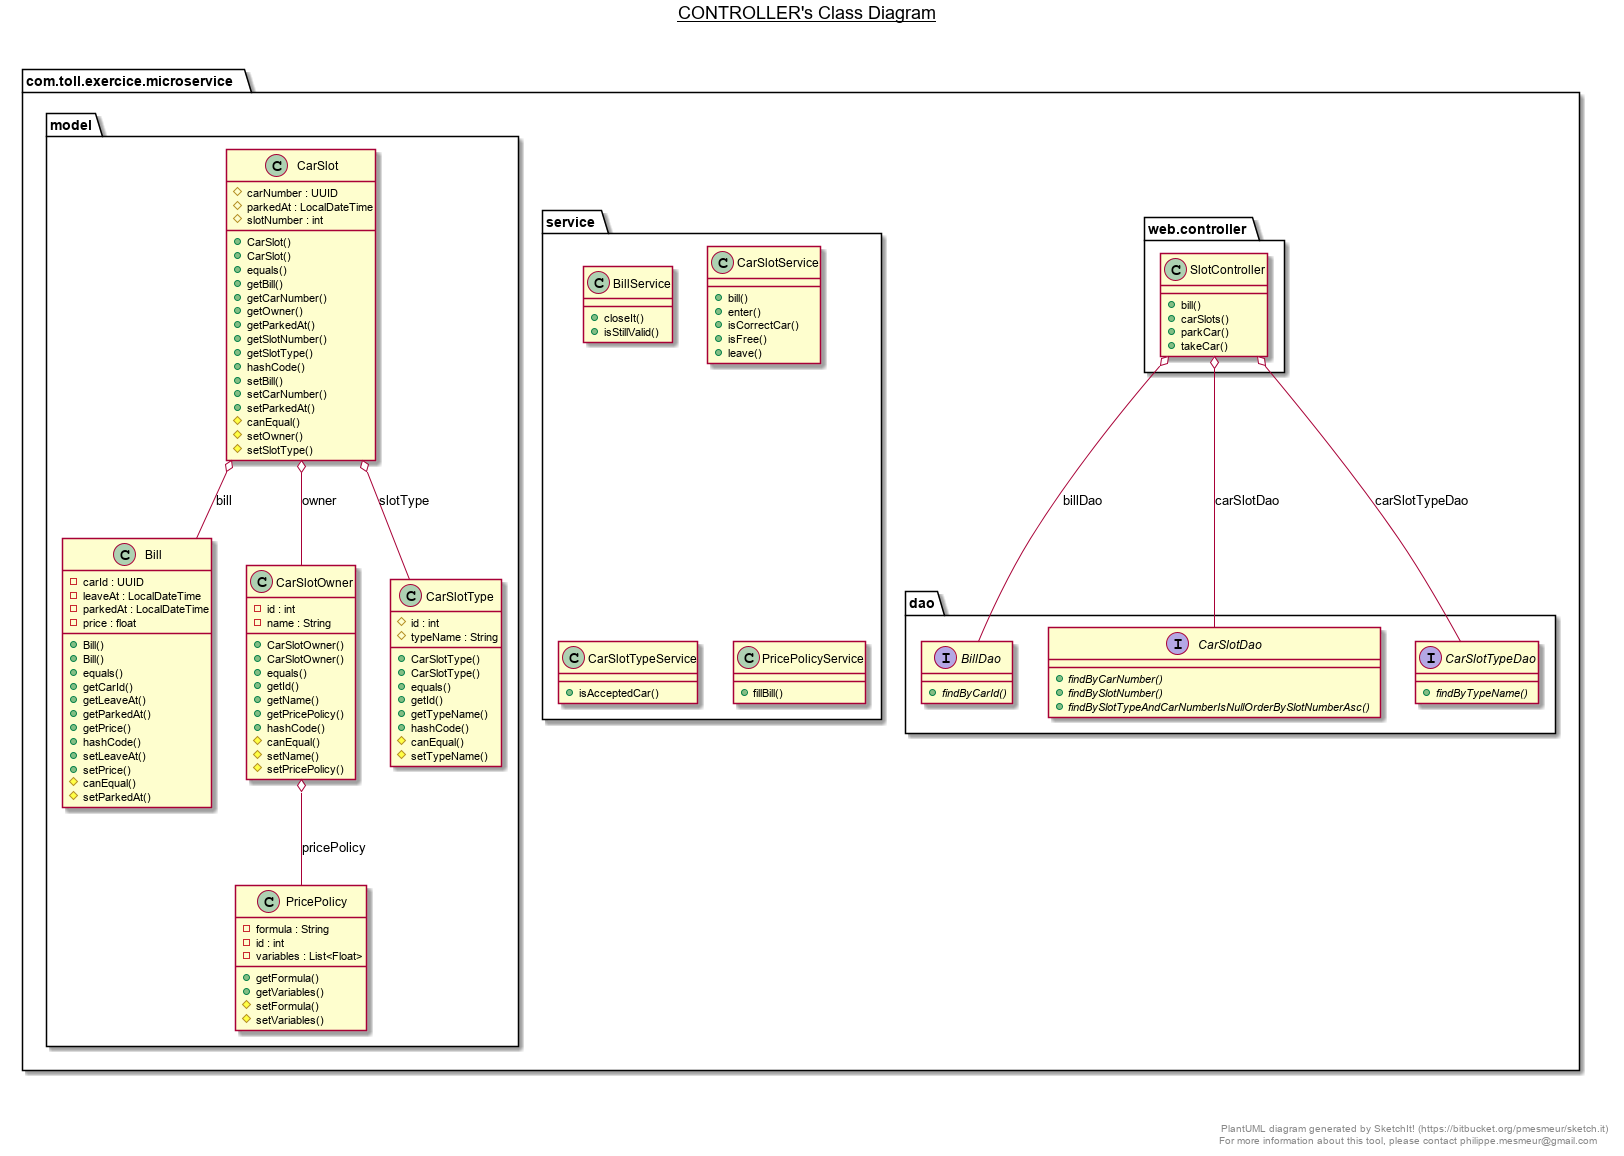 CONTROLLER's Class Diagram
com.toll.exercice.microservice
model
C CarSlot
carNumber : UUID
parkedAt : LocalDateTime
slotNumber : int
CarSlot()
CarSlot()
equals()
getBill()
getCarNumber()
getOwner()
getParkedAt()
getSlotNumber()
getSlotType()
hashCode()
setBill()
setCarNumber()
setParkedAt()
canEqual()
setOwner()
setSlotType()
bill
owner
slotType
C Bill
carId : UUID
leaveAt : LocalDateTime
parkedAt : LocalDateTime
price : float
Bill()
Bill()
equals()
getCarId()
getLeaveAt()
getParkedAt()
getPrice()
hashCode()
setLeaveAt()
setPrice()
canEqual()
setParkedAt()
C CarSlotOwner
id : int
name : String
CarSlotOwner()
CarSlotOwner()
equals()
getId()
getName()
getPricePolicy()
hashCode()
canEqual()
setName()
setPricePolicy()
C CarSlotType
id : int
typeName : String
CarSlotType()
CarSlotType()
equals()
getId()
getTypeName()
hashCode()
canEqual()
setTypeName()
pricePolicy
C PricePolicy
formula : String
id : int
variables : List<Float>
getFormula()
getVariables()
setFormula()
setVariables()
service
C BillService
closeIt()
isStillValid()
C CarSlotService
bill()
enter()
isCorrectCar()
isFree()
leave()
C CarSlotTypeService
isAcceptedCar()
C PricePolicyService
fillBill()
web.controller
C SlotController
bill()
carSlots()
parkCar()
takeCar()
billDao
carSlotDao
carSlotTypeDao
dao
I BillDao
findByCarId()
I CarSlotDao
findByCarNumber()
findBySlotNumber()
findBySlotTypeAndCarNumberIsNullOrderBySlotNumberAsc()
I CarSlotTypeDao
findByTypeName()
PlantUML diagram generated by SketchIt! (https://bitbucket.org/pmesmeur/sketch.it)
For more information about this tool, please contact philippe.mesmeur@gmail.com